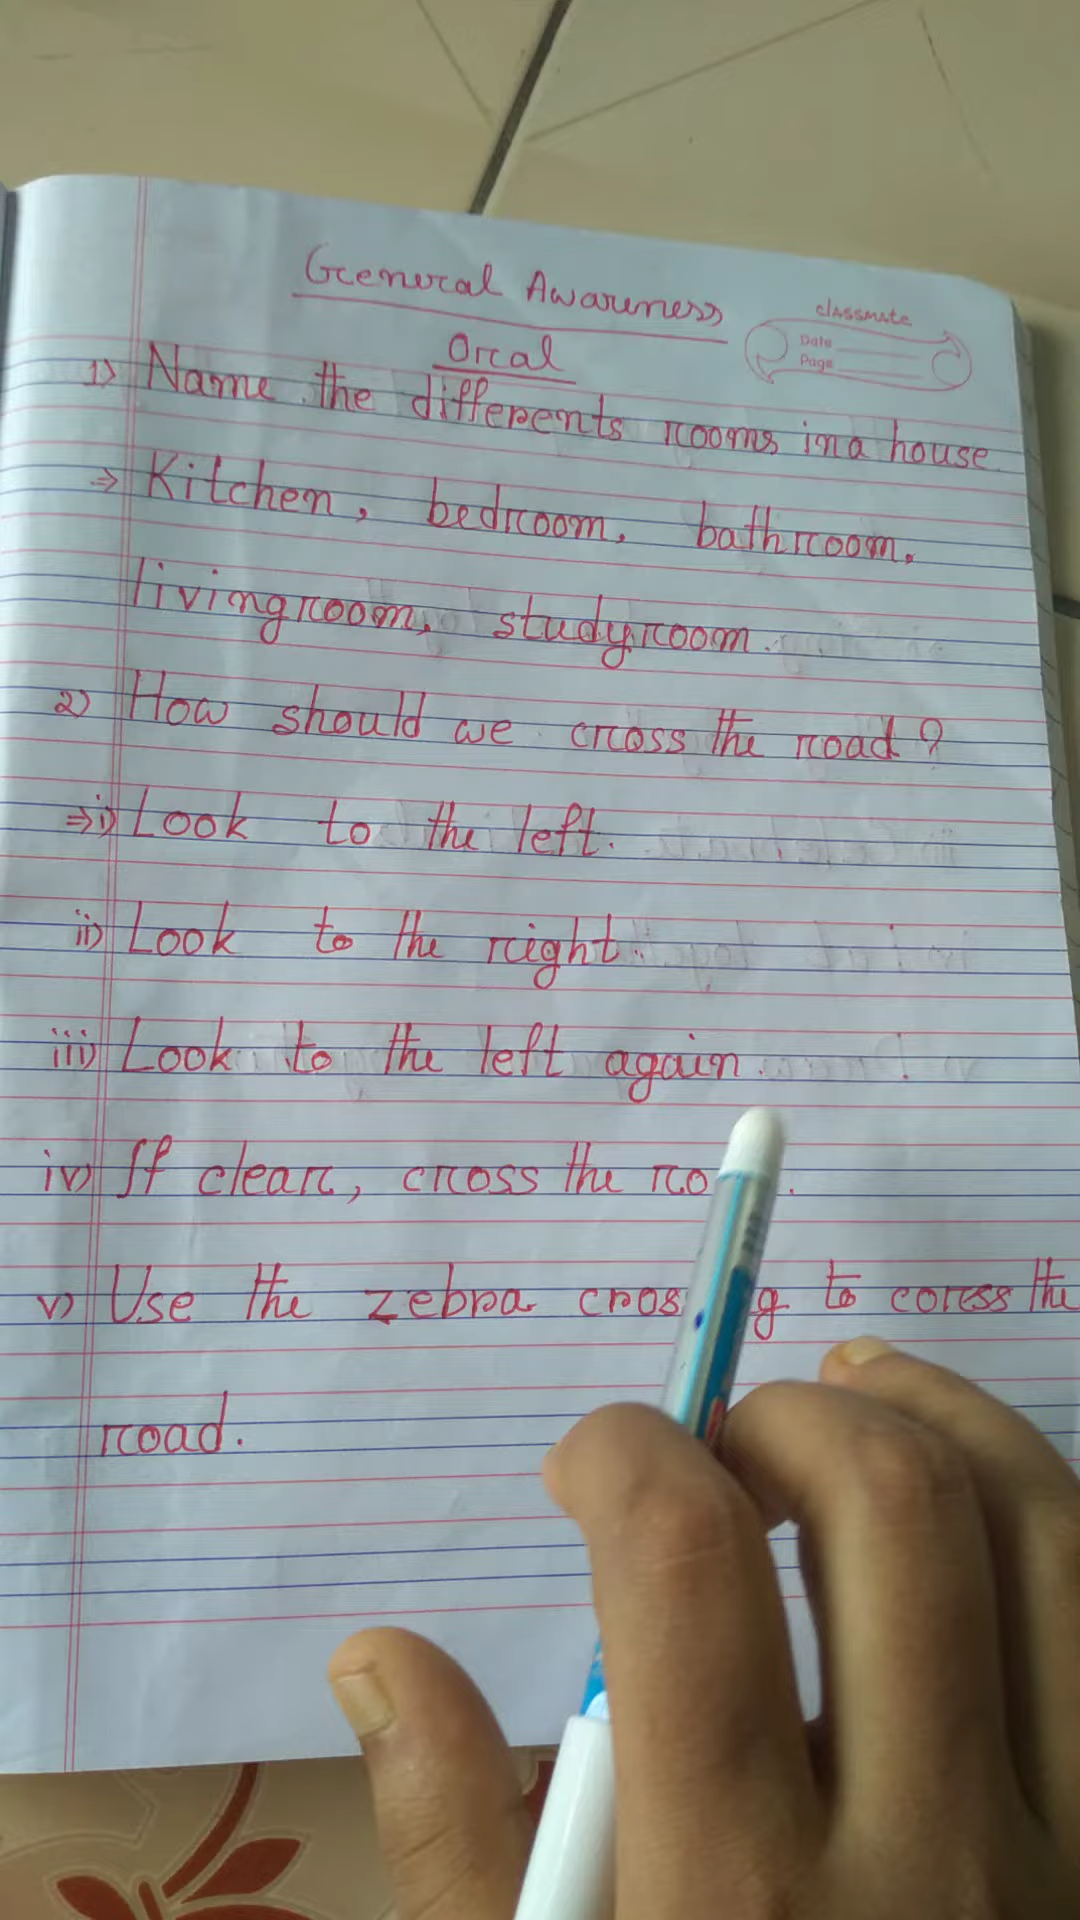 General Awareness
classmate
Date
Page
Oral
1) Name the differents rooms in a house
⇒ Kitchen, bedroom, bathroom,
livingroom, studyroom.
2) How should we cross the road?
⇒ i) Look to the left.
ii) Look to the right.
iii) Look to the left again.
iv) If clear, cross the
v) Use the zebra to coress the
road.